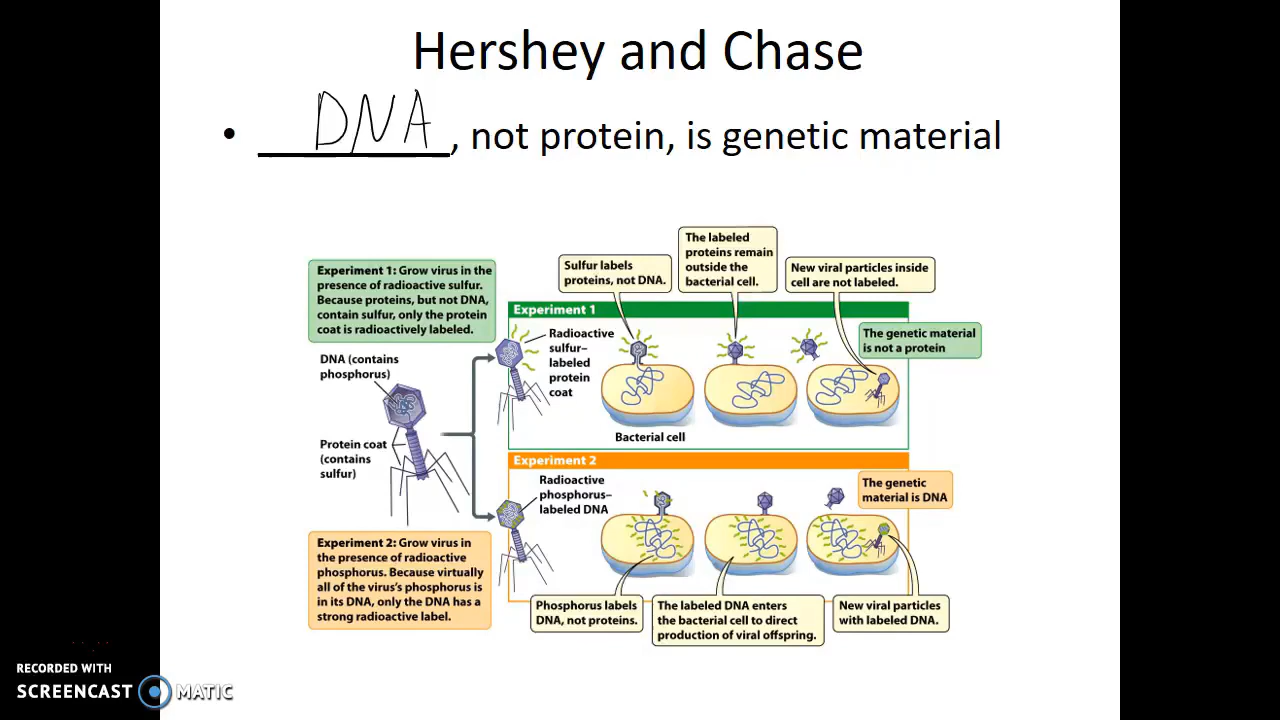 Hershey and Chase
• DNA, not protein, is genetic material
Experiment 1: Grow virus in the
presence of radioactive sulfur.
Because proteins, but not DNA,
contain sulfur, only the protein
coat is radioactively labeled.
DNA (contains
phosphorus)
Protein coat
(contains
sulfur)
Experiment 2: Grow virus in
the presence of radioactive
phosphorus. Because virtually
all of the virus's phosphorus is
in its DNA, only the DNA has a
strong radioactive label.
Sulfur labels
proteins, not DNA.
The labeled
proteins remain
outside the
bacterial cell.
New viral particles inside
cell are not labeled.
Experiment 1
Radioactive
sulfur–
labeled
protein
coat
The genetic material
is not a protein
Bacterial cell
Experiment 2
Radioactive
phosphorus–
labeled DNA
The genetic
material is DNA
Phosphorus labels
DNA, not proteins.
The labeled DNA enters
the bacterial cell to direct
production of viral offspring.
New viral particles
with labeled DNA.
RECORDED WITH
SCREENCAST MATIC